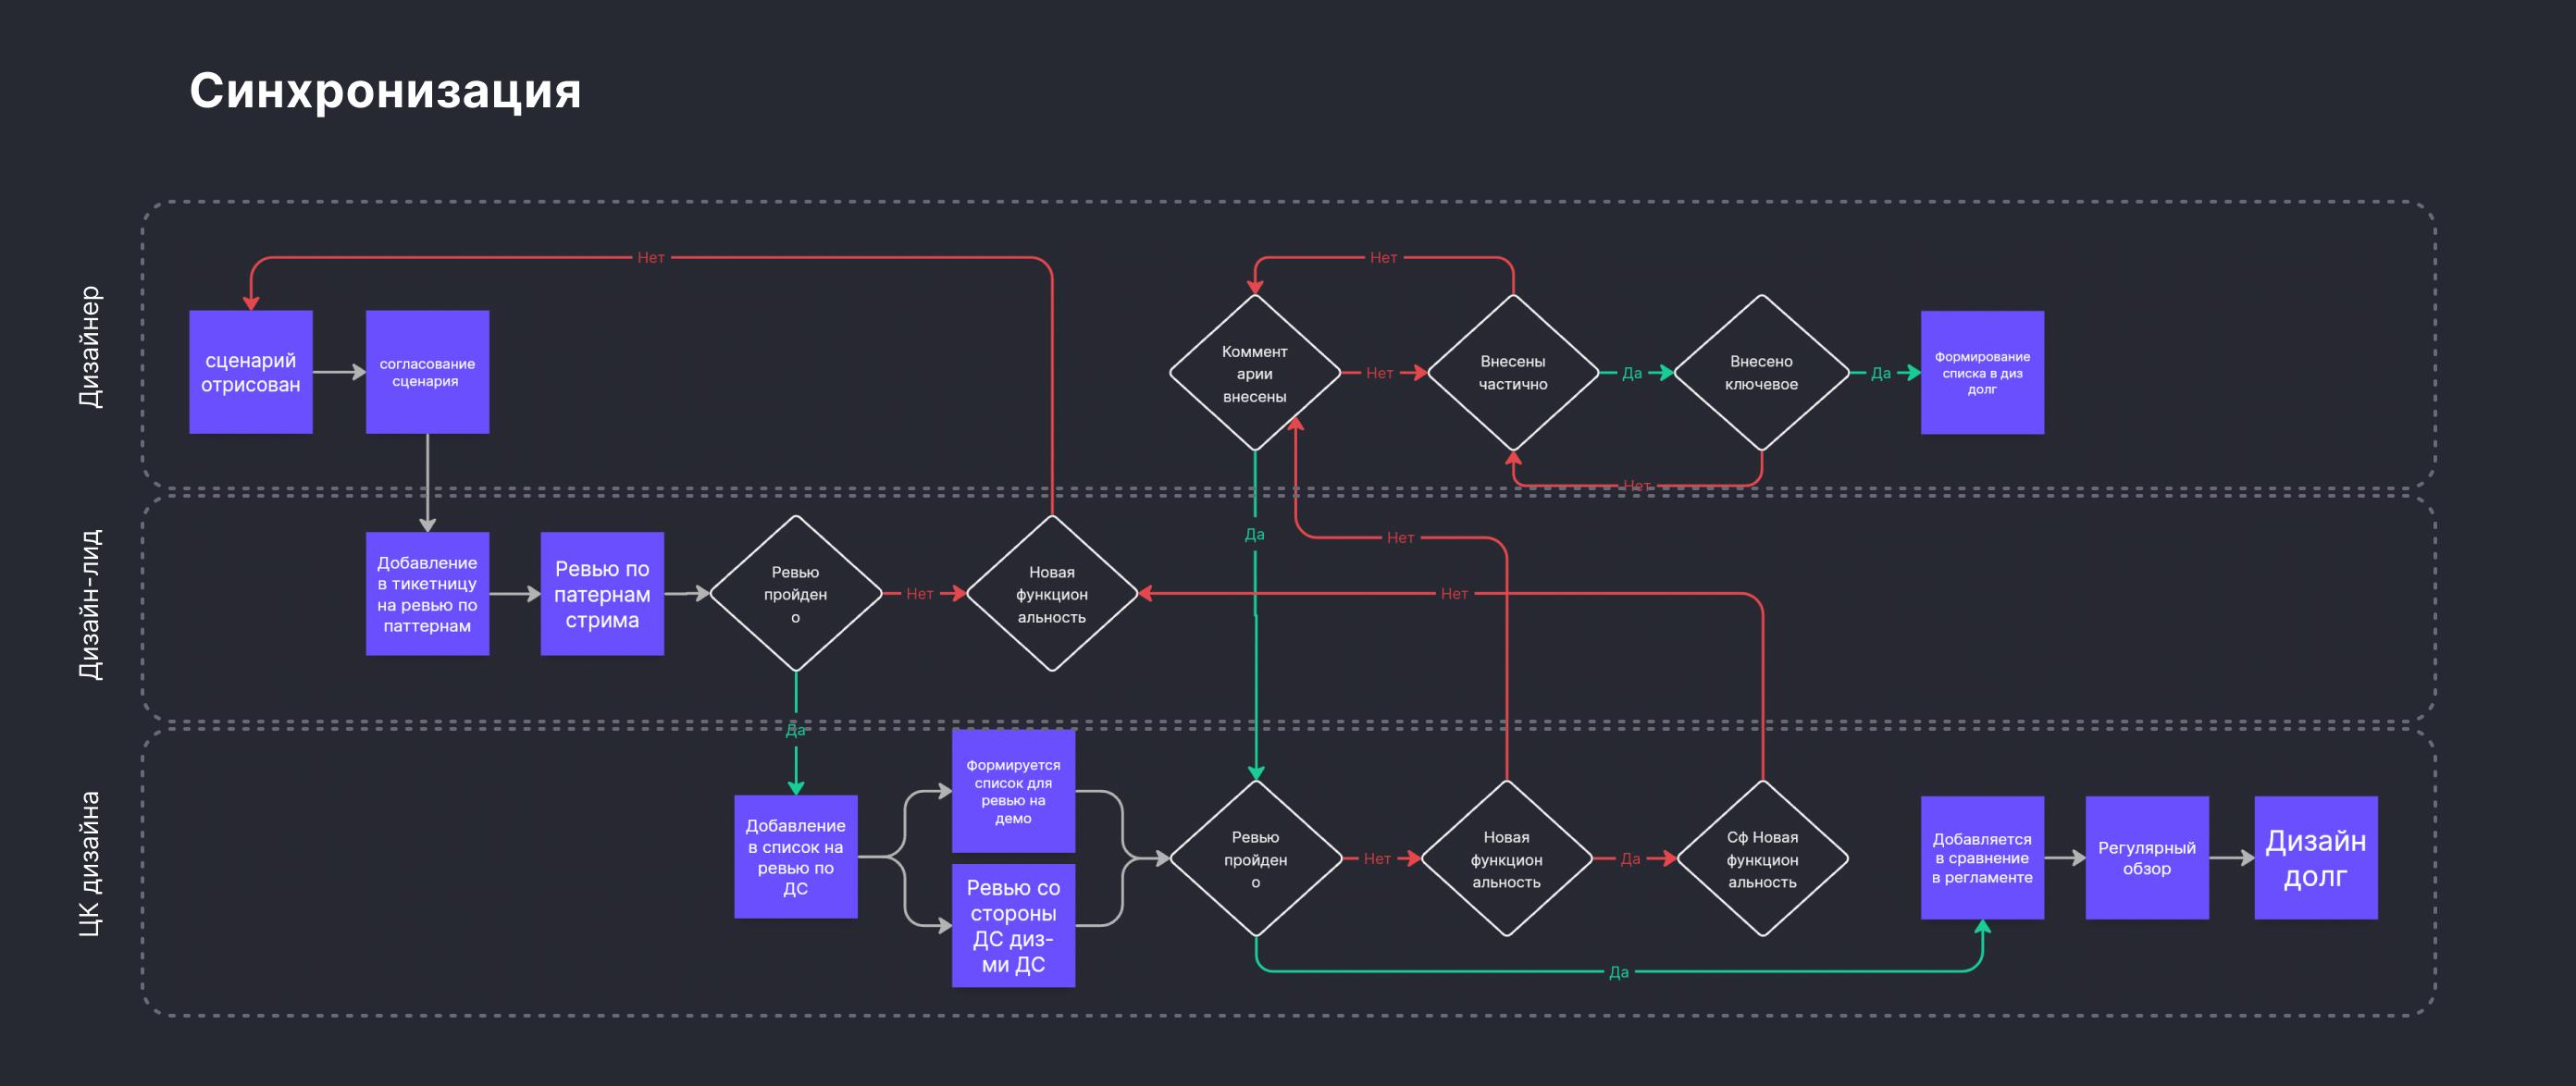 Синхронизация
Дизайнер
Нет
Нет
сценарий
отрисован
согласование
сценария
Коммент
арии
внесены
Нет
Внесены
частично
Да
Внесено
ключевое
Да
Формирование
списка в диз
долг
Нет
Дизайн-лид
Да
Нет
Добавление
в тикетницу
на ревью по
паттернам
Ревью по
патернам
стрима
Ревью
пройден
о
Нет
Новая
функцион
альность
Нет
Да
ЦК дизайна
Добавление
в список на
ревью по
ДС
Формируется
список для
ревью на
демо
Ревью со
стороны
ДС диз-
ми ДС
Ревью
пройден
о
Нет
Новая
функцион
альность
Да
Сф Новая
функцион
альность
Добавляется
в сравнение
в регламенте
Регулярный
обзор
Дизайн
долг
Да